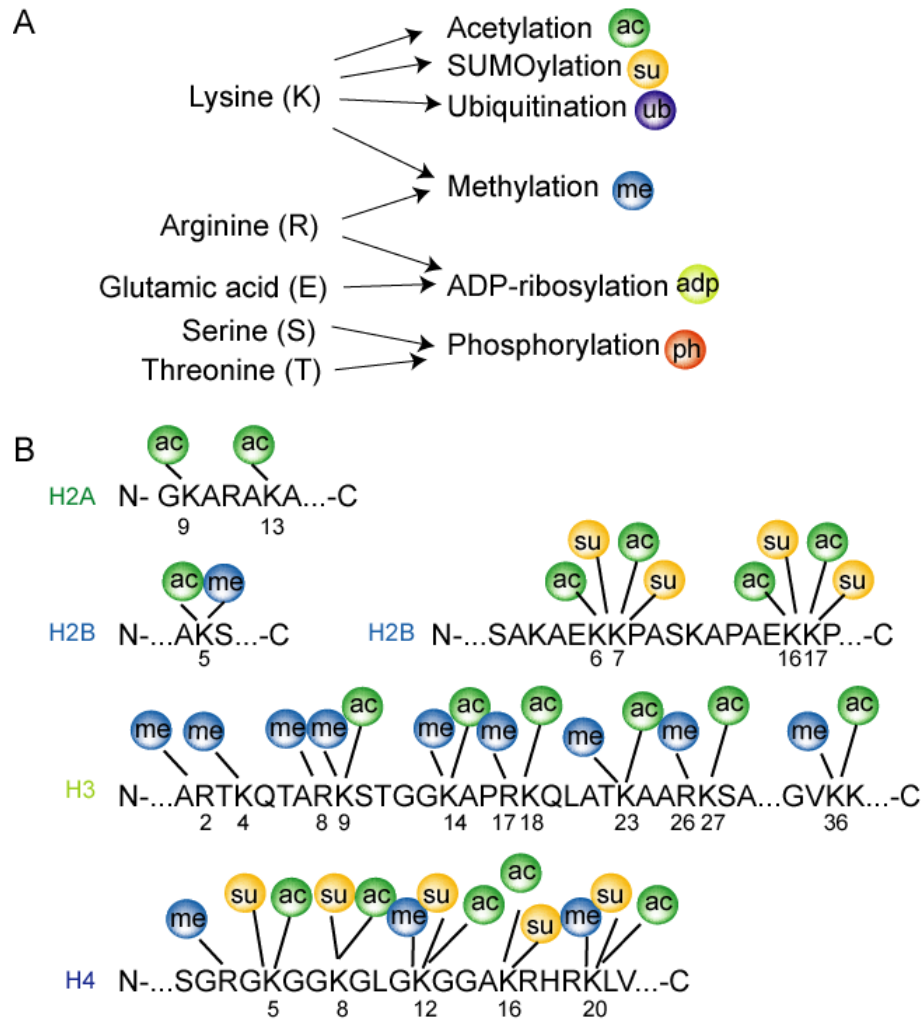 A
Acetylation ac
SUMOylation su
Lysine (K)
Ubiquitination ub
Methylation me
Arginine (R)
ADP-ribosylation adp
Glutamic acid (E)
Serine (S)
Phosphorylation ph
Threonine (T)
B
ac ac
H2A N- GKARAKA...-C
9 13
ac me
H2B N-...AKS...-C
5
su ac su ac
ac su ac su
H2B N-...SAKAEKKPASKAPAEKKP...-C
6 7 16 17
me me me me ac me ac me ac me ac me ac me ac
H3 N-...ARTKQTARKSTGGKAPRKQLATKAARKSA...GVKK...-C
2 4 8 9 14 17 18 23 26 27 36
me su ac su ac me su ac ac su me su ac
H4 N-...SGRGKGGKGLGKGGAKRHRKLV...-C
5 8 12 16 20